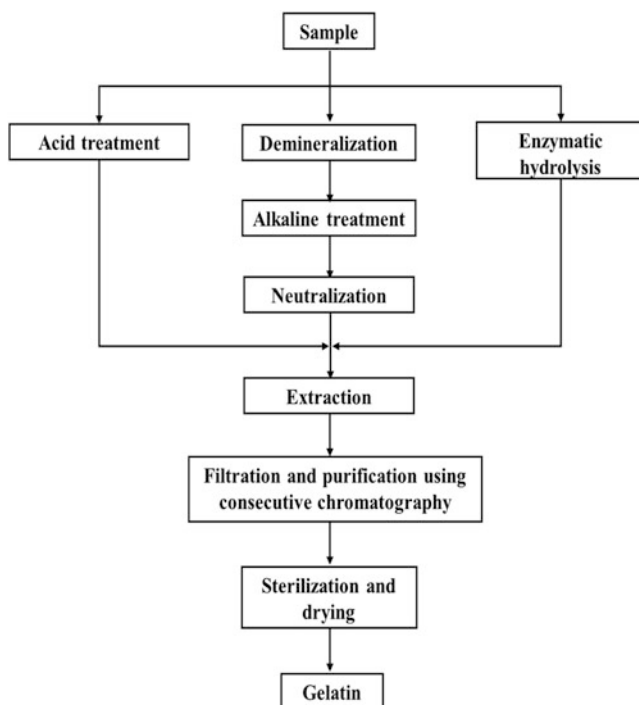 Sample
Acid treatment
Demineralization
Enzymatic
hydrolysis
Alkaline treatment
Neutralization
Extraction
Filtration and purification using
consecutive chromatography
Sterilization and
drying
Gelatin